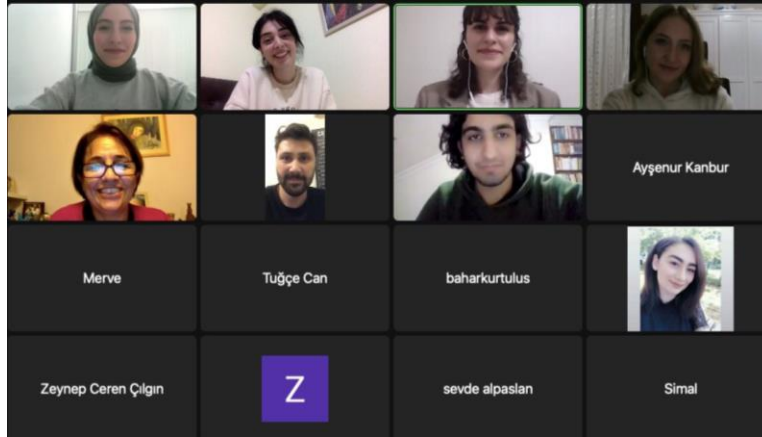 Ayşenur Kanbur
Merve
Tuğçe Can
baharkurtulus
Zeynep Ceren Çılgın
Z
sevde alpaslan
Simal